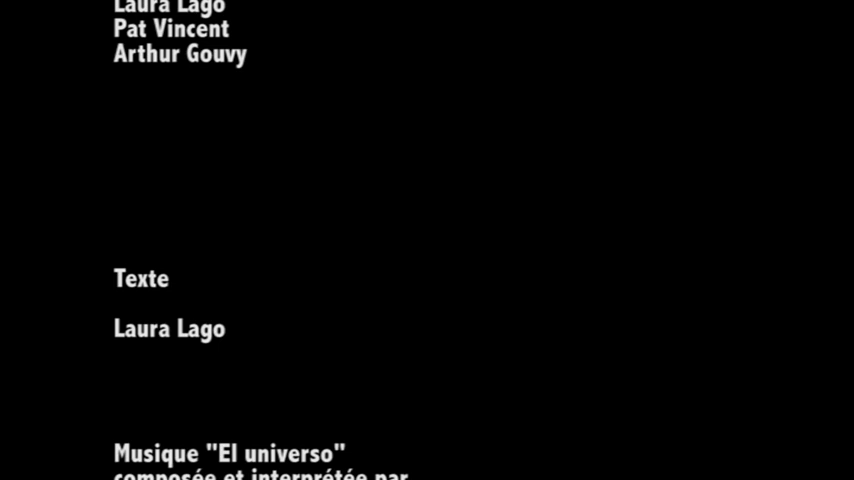 Laura Lago
Pat Vincent
Arthur Gouvy
Texte
Laura Lago
Musique "El universo"
composée et interprétée par